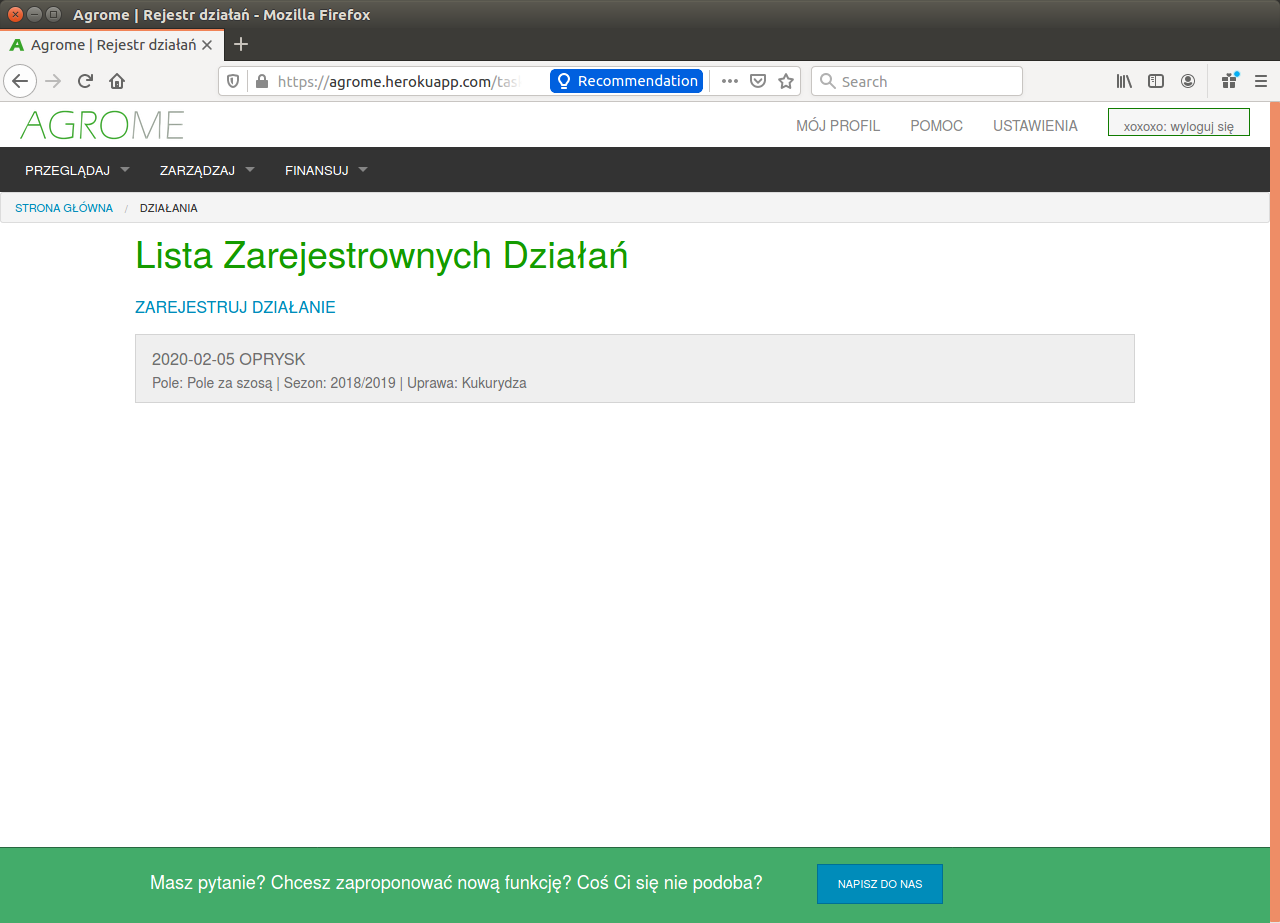 Agrome | Rejestr działań - Mozilla Firefox
Agrome | Rejestr działań
https://agrome.herokuapp.com/tas
Recommendation
Search
AGROME
MÓJ PROFIL
POMOC
USTAWIENIA
xoxoxo: wyloguj się
PRZEGLĄDAJ
ZARZĄDZAJ
FINANSUJ
STRONA GŁÓWNA / DZIAŁANIA
Lista Zarejestrownych Działań
ZAREJESTRUJ DZIAŁANIE
2020-02-05 OPRYSK
Pole: Pole za szosą | Sezon: 2018/2019 | Uprawa: Kukurydza
Masz pytanie? Chcesz zaproponować nową funkcję? Coś Ci się nie podoba?
NAPISZ DO NAS